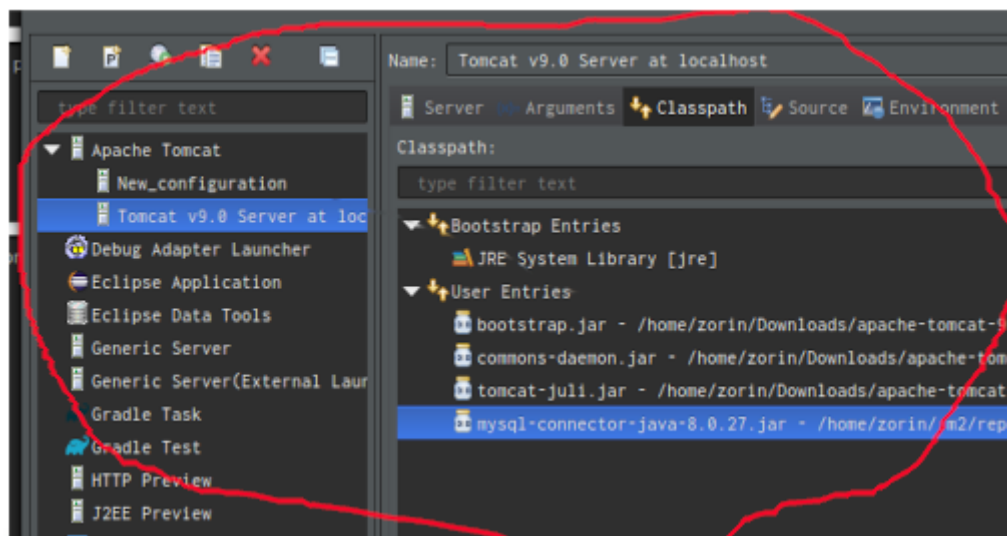 Name: Tomcat v9.0 Server at localhost
type filter text
Server Arguments Classpath Source Environment
Apache Tomcat
New_configuration
Tomcat v9.0 Server at loc
Debug Adapter Launcher
Eclipse Application
Eclipse Data Tools
Generic Server
Generic Server(External Laun
Gradle Task
Gradle Test
HTTP Preview
J2EE Preview
Classpath:
type filter text
Bootstrap Entries
JRE System Library [jre]
User Entries
bootstrap.jar - /home/zorin/Downloads/apache-tomcat-9
commons-daemon.jar - /home/zorin/Downloads/apache-tom
tomcat-juli.jar - /home/zorin/Downloads/apache-tomcat
mysql-connector-java-8.0.27.jar - /home/zorin/.m2/rep